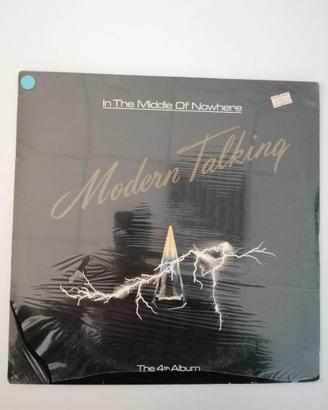 In The Middle Of Nowhere
Modern Talking
The 4th Album